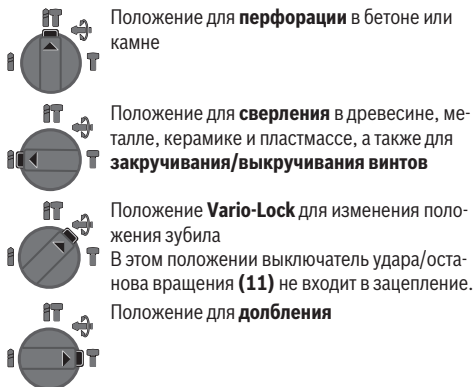 Положение для перфорации в бетоне или
камне
Положение для сверления в древесине, ме-
талле, керамике и пластмассе, а также для
закручивания/выкручивания винтов
Положение Vario-Lock для изменения поло-
жения зубила
В этом положении выключатель удара/оста-
нова вращения (11) не входит в зацепление.
Положение для долбления